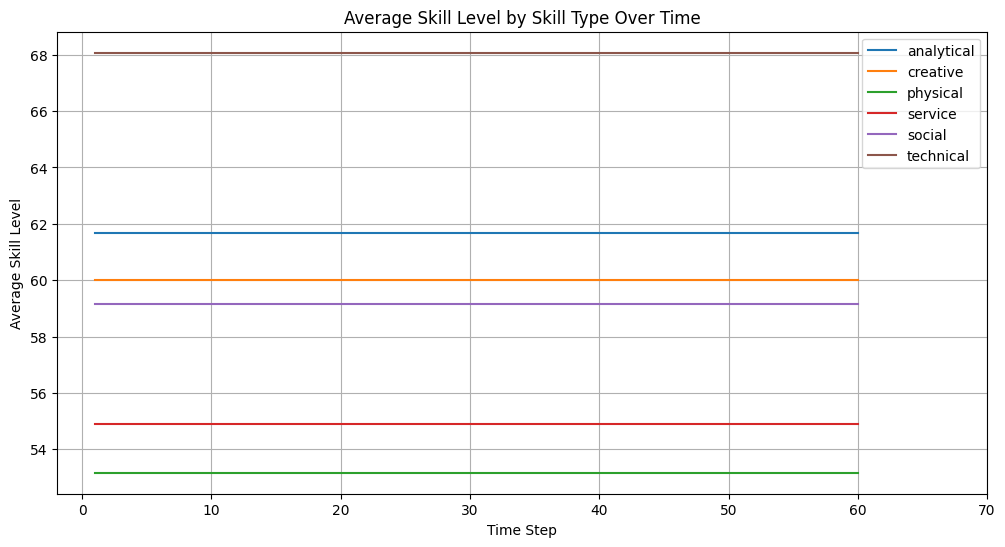 Average Skill Level by Skill Type Over Time
Average Skill Level
68
66
64
62
60
58
56
54
analytical
creative
physical
service
social
technical
0 10 20 30 40 50 60 70
Time Step